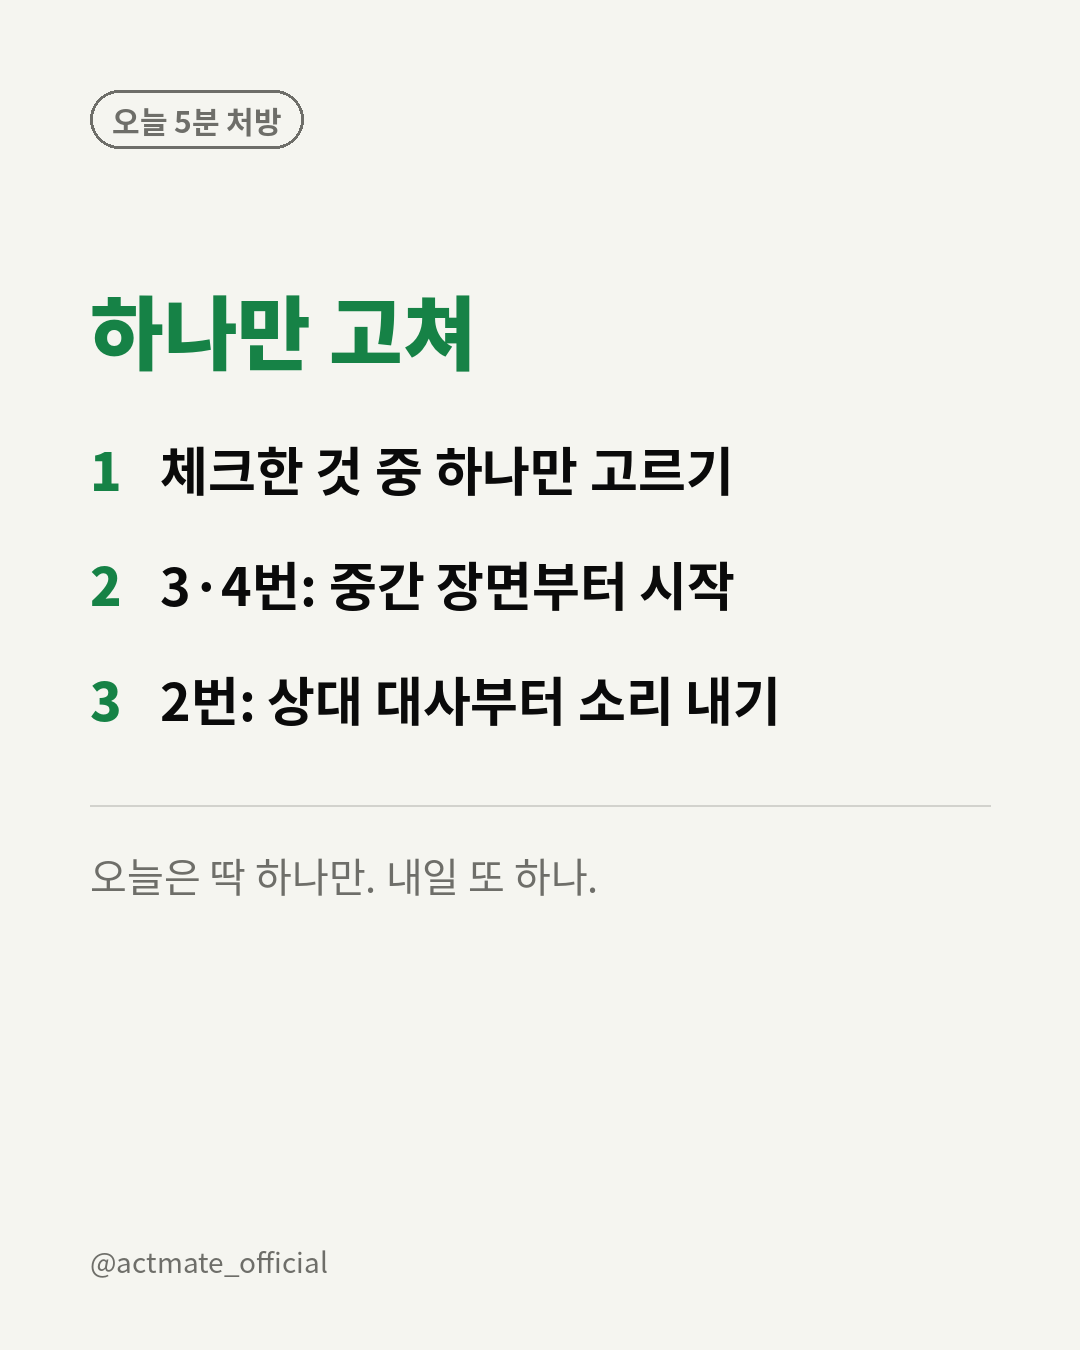 오늘 5분 처방
하나만 고쳐
1 체크한 것 중 하나만 고르기
2 3·4번: 중간 장면부터 시작
3 2번: 상대 대사부터 소리 내기
오늘은 딱 하나만. 내일 또 하나.
@actmate_official